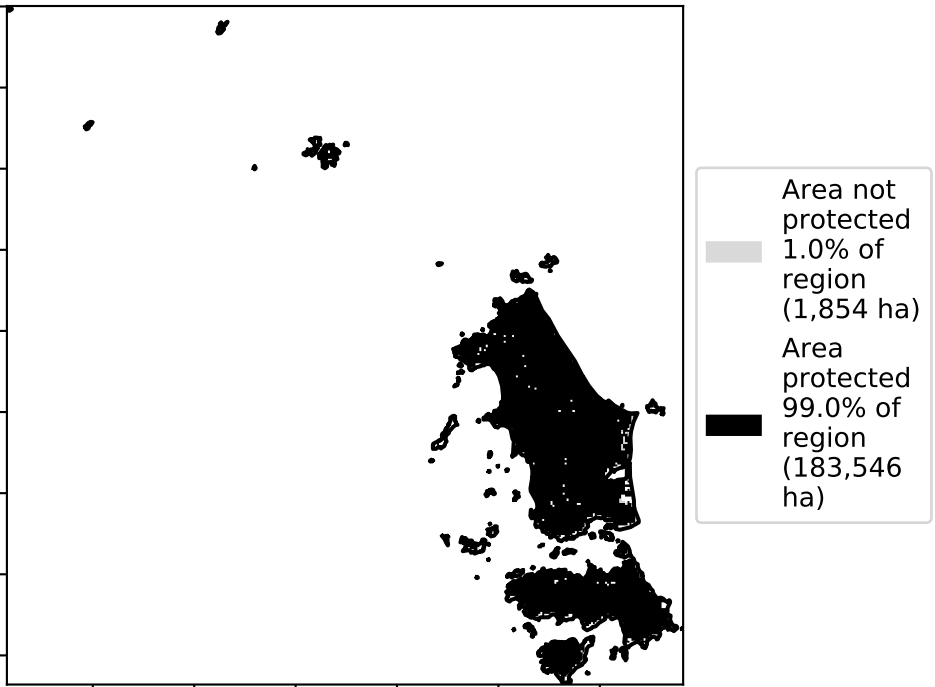 Area not
protected
1.0% of
region
(1,854 ha)
Area
protected
99.0% of
region
(183,546
ha)